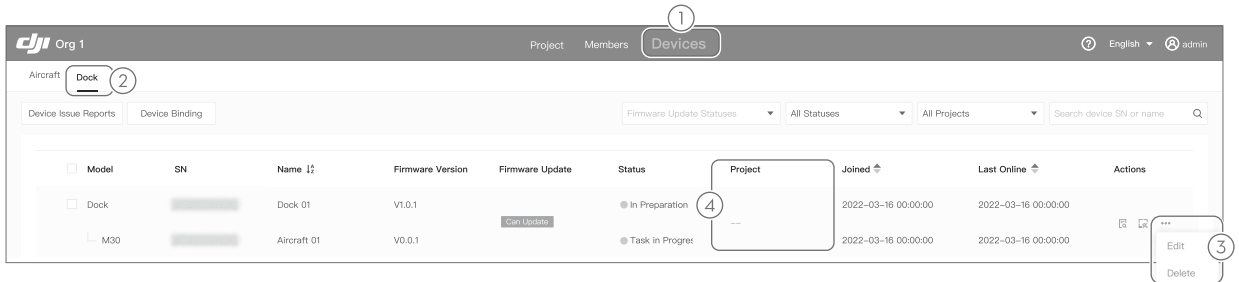 1
dji Org 1 Project Members Devices English admin
Aircraft Dock 2
Device Issue Reports Device Binding Firmware Update Statuses All Statuses All Projects Search device SN or name
Model SN Name Firmware Version Firmware Update Status Project Joined Last Online Actions
Dock Dock 01 V1.0.1 In Preparation 4 2022-03-16 00:00:00 2022-03-16 00:00:00
Can Update --
M30 Aircraft 01 V0.0.1 Task in Progres 2022-03-16 00:00:00 2022-03-16 00:00:00
Edit 3
Delete